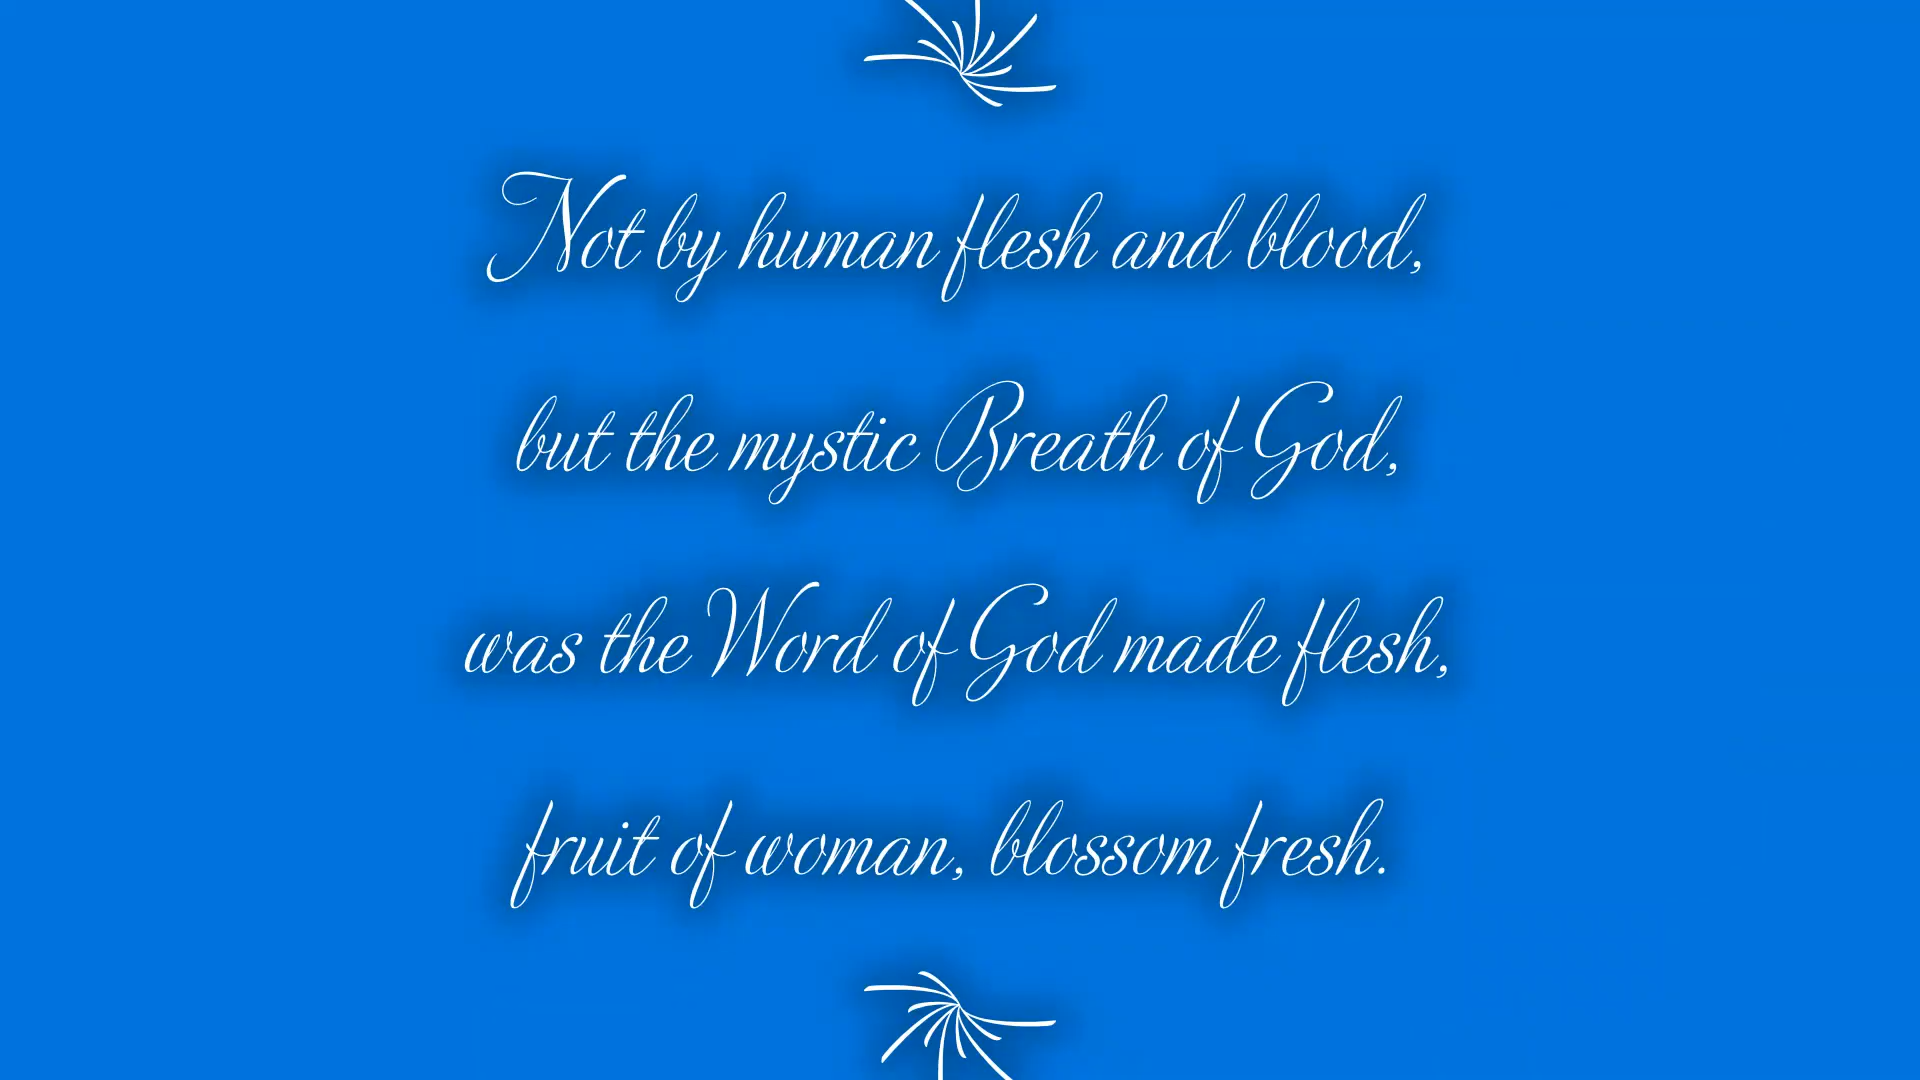 Not by human flesh and blood,
but the mystic Breath of God,
was the Word of God made flesh,
fruit of woman, blossom fresh.